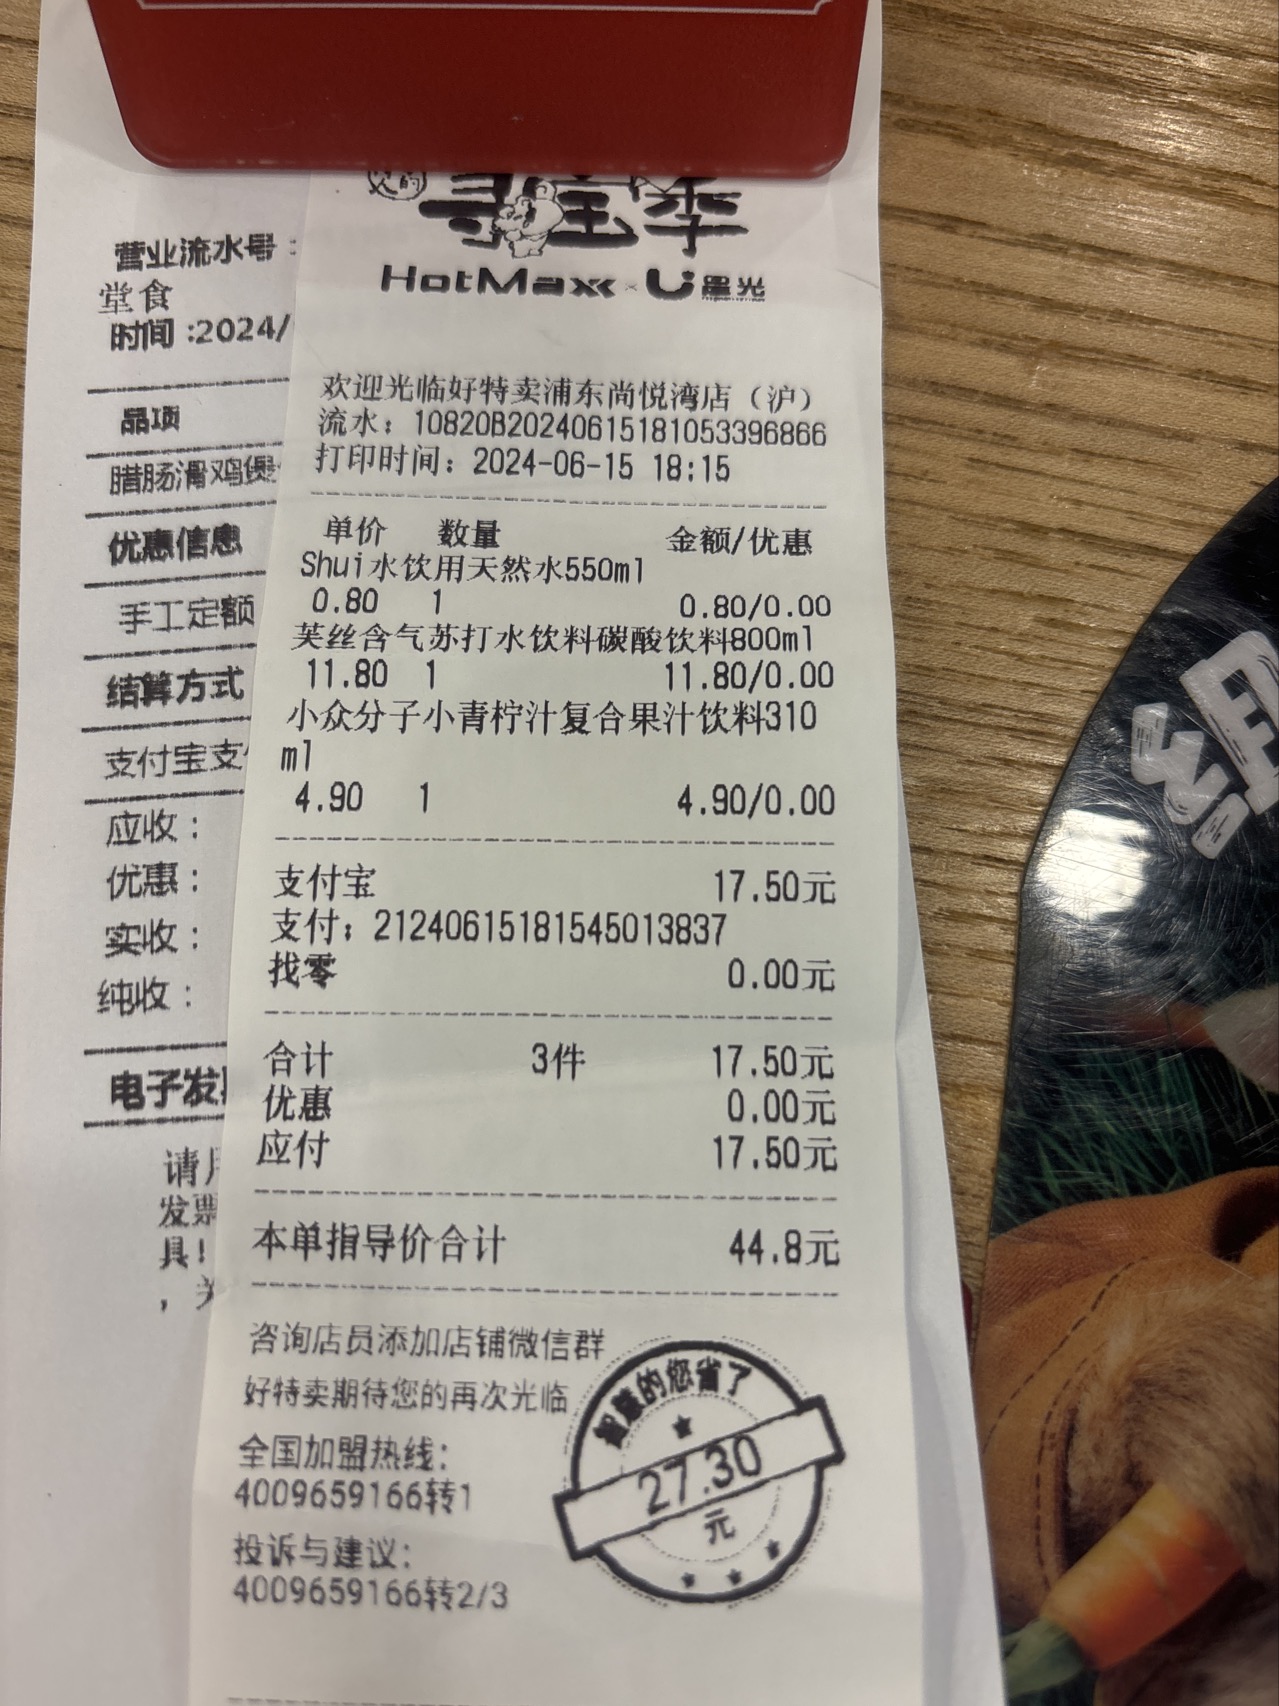 寻宝季
HotMaxx × U 星光
欢迎光临好特卖浦东尚悦湾店（沪）
流水：10820B202406151810533​96866
打印时间：2024-06-15 18:15
单价 数量 金额/优惠
Shui水饮用天然水550ml
0.80 1 0.80/0.00
芙丝含气苏打水饮料碳酸饮料800ml
11.80 1 11.80/0.00
小众分子小青柠汁复合果汁饮料310
ml
4.90 1 4.90/0.00
支付宝 17.50元
支付：21240615181545013837
找零 0.00元
合计 3件 17.50元
优惠 0.00元
应付 17.50元
本单指导价合计 44.8元
咨询店员添加店铺微信群
好特卖期待您的再次光临
全国加盟热线：
4009659166转1
投诉与建议：
4009659166转2/3
智慧的您省了
27.30
元
营业流水号：
堂食
时间：2024/
品项
腊肠滑鸡煲
优惠信息
手工定额
结算方式
支付宝支
应收：
优惠：
实收：
纯收：
电子发
请
发票
具！
，关